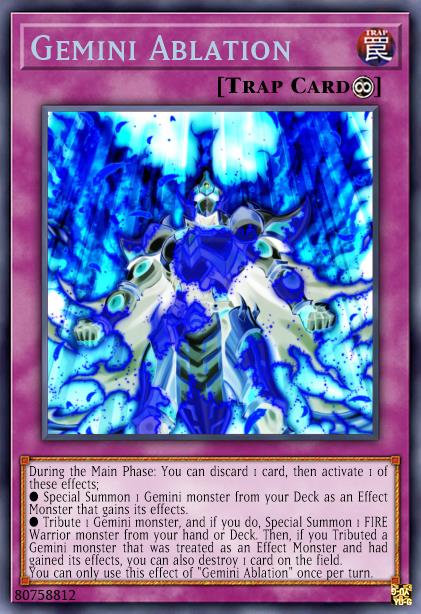 Gemini Ablation
TRAP
罠
[Trap Card]
During the Main Phase: You can discard 1 card, then activate 1 of
these effects;
● Special Summon 1 Gemini monster from your Deck as an Effect
Monster that gains its effects.
● Tribute 1 Gemini monster, and if you do, Special Summon 1 FIRE
Warrior monster from your hand or Deck. Then, if you Tributed a
Gemini monster that was treated as an Effect Monster and had
gained its effects, you can also destroy 1 card on the field.
You can only use this effect of "Gemini Ablation" once per turn.
80758812